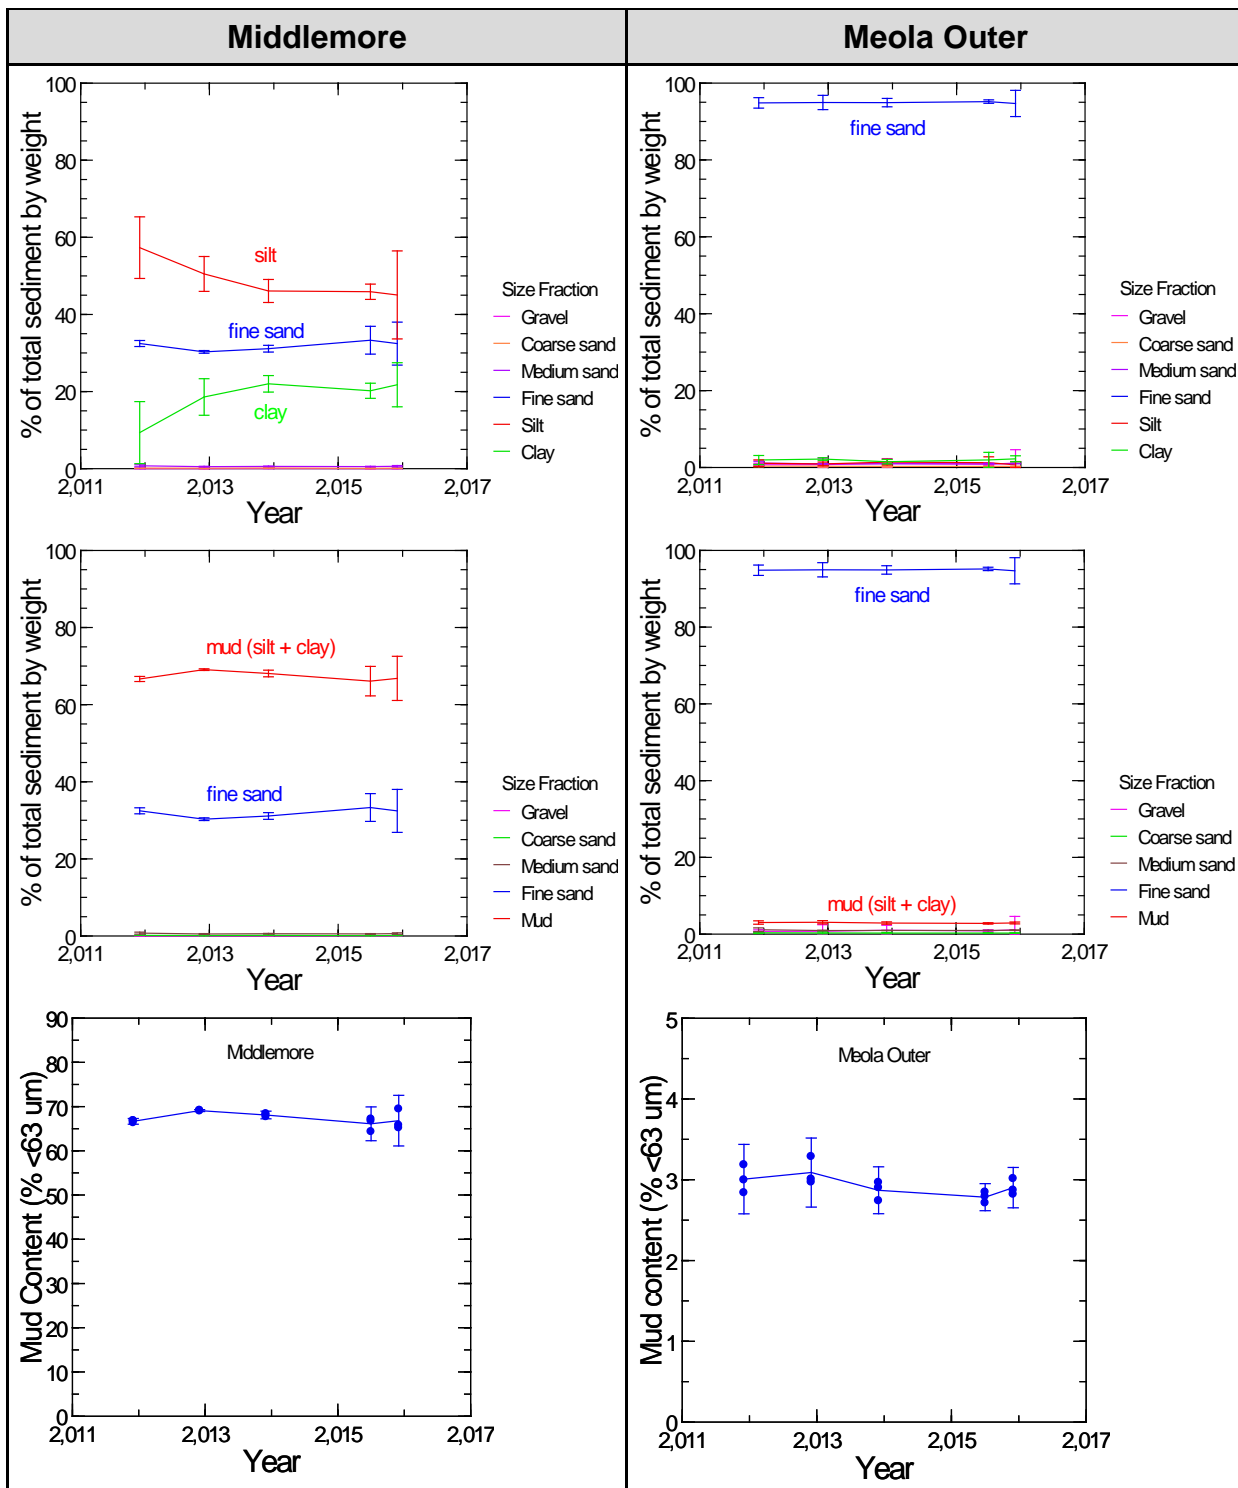 Middlemore
Meola Outer
100
80
60
40
20
0
% of total sediment by weight
silt
fine sand
clay
2,011
2,013
2,015
2,017
Year
Size Fraction
Gravel
Coarse sand
Medium sand
Fine sand
Silt
Clay
100
80
60
40
20
0
% of total sediment by weight
fine sand
2,011
2,013
2,015
2,017
Year
Size Fraction
Gravel
Coarse sand
Medium sand
Fine sand
Silt
Clay
100
80
60
40
20
0
% of total sediment by weight
mud (silt + clay)
fine sand
2,011
2,013
2,015
2,017
Year
Size Fraction
Gravel
Coarse sand
Medium sand
Fine sand
Mud
100
80
60
40
20
0
% of total sediment by weight
fine sand
mud (silt + clay)
2,011
2,013
2,015
2,017
Year
Size Fraction
Gravel
Coarse sand
Medium sand
Fine sand
Mud
90
80
70
60
50
40
30
20
10
0
Mud Content (% <63 um)
Middlemore
2,011
2,013
2,015
2,017
Year
5
4
3
2
1
0
Mud content (% <63 um)
Meola Outer
2,011
2,013
2,015
2,017
Year